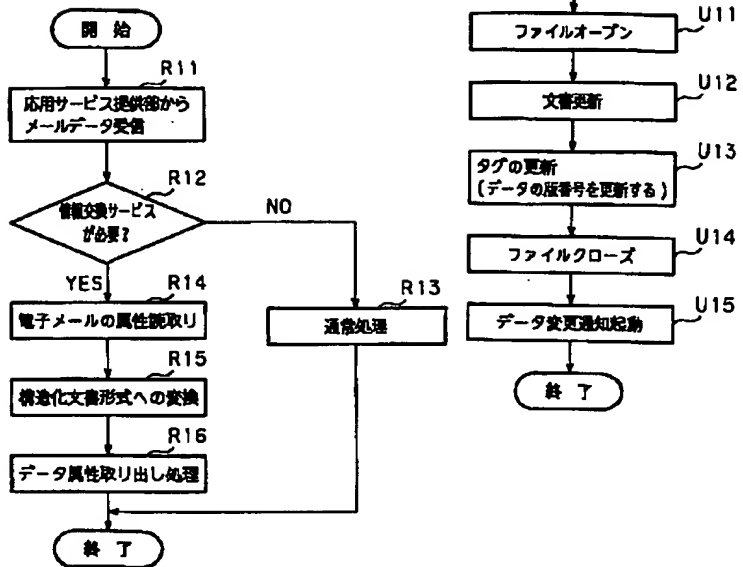 開 始
R11
応用サービス提供部から
メールデータ受信
R12
情報交換サービス
が必要?
NO
YES
R14
電子メールの属性読取り
R13
通常処理
R15
構造化文書形式への変換
R16
データ属性取り出し処理
終 了
U11
ファイルオープン
U12
文書更新
U13
タグの更新
(データの版番号を更新する)
U14
ファイルクローズ
U15
データ変更通知起動
終 了